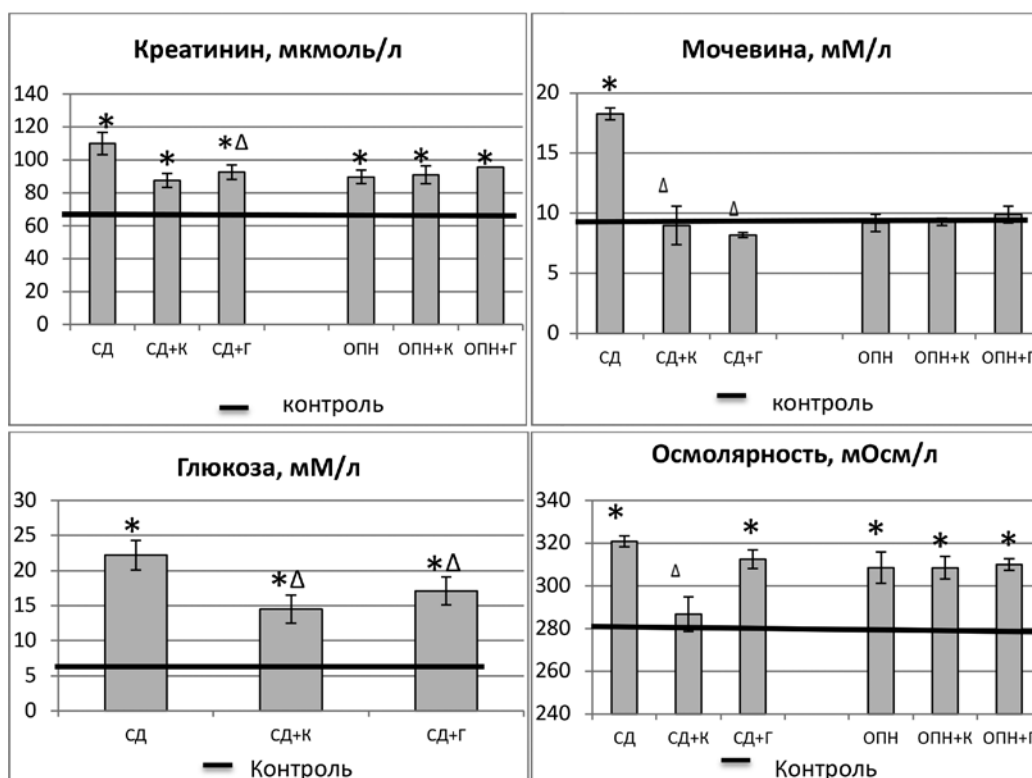 Креатинин, мкмоль/л
140
120
100
80
60
40
20
0
*
*
*Δ
*
*
*
СД
СД+К
СД+Г
ОПН
ОПН+К
ОПН+Г
контроль
Мочевина, мМ/л
20
15
10
5
0
*
Δ
Δ
СД
СД+К
СД+Г
ОПН
ОПН+К
ОПН+Г
контроль
Глюкоза, мМ/л
30
25
20
15
10
5
0
*
*Δ
*Δ
СД
СД+К
СД+Г
Контроль
Осмолярность, мОсм/л
340
320
300
280
260
240
*
Δ
*
*
*
*
СД
СД+К
СД+Г
ОПН
ОПН+К
ОПН+Г
Контроль